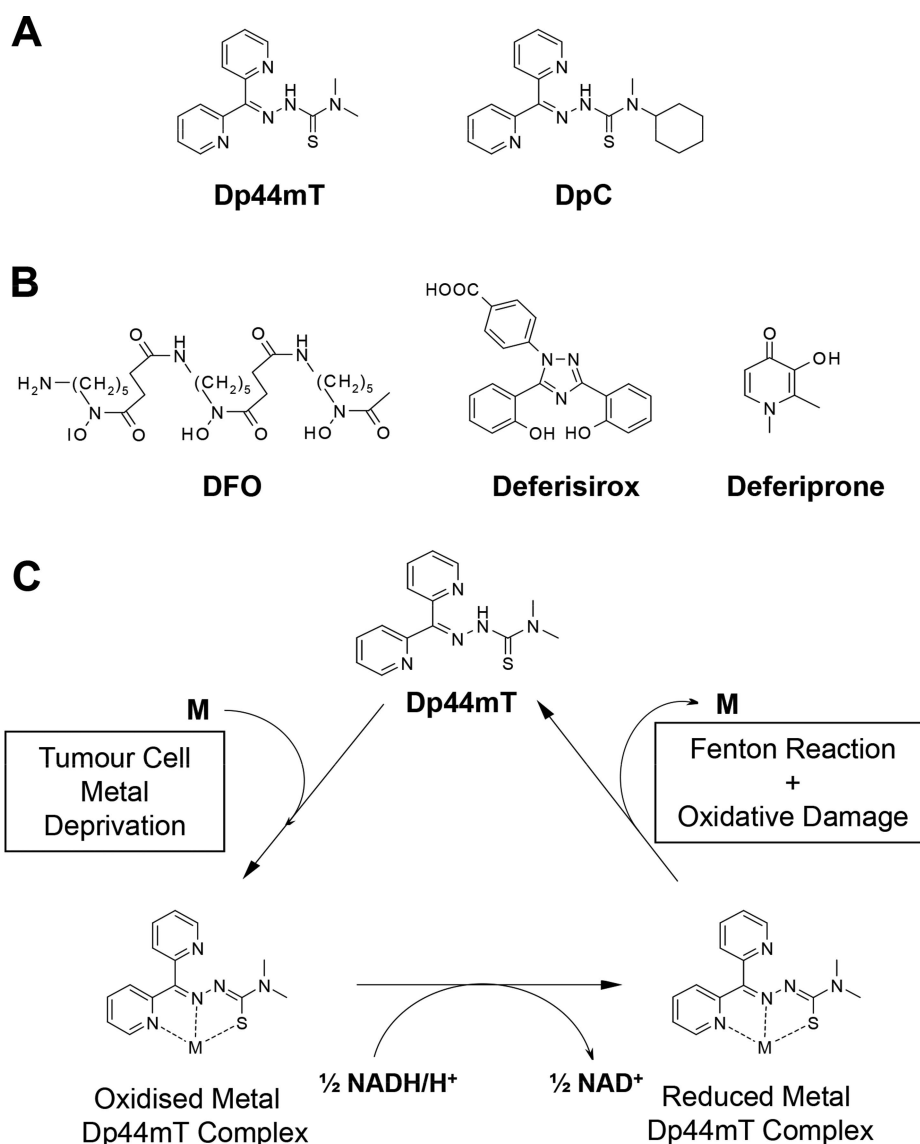 A
N H N H
N N N N
N S N S
Dp44mT DpC
B
HOOC
O H O H
N N
H₂N (CH₂)₅ (CH₂)₅ (CH₂)₅
N N N
IO O HO O HO O
DFO
N N
N
OH HO
Deferisirox
O
OH
N
Deferiprone
C
N H
N N N
N S
Dp44mT
M
Tumour Cell
Metal
Deprivation
M
Fenton Reaction
+
Oxidative Damage
N N N
N N S
M
Oxidised Metal
Dp44mT Complex
½ NADH/H⁺ ½ NAD⁺
N N N
N N S
M
Reduced Metal
Dp44mT Complex